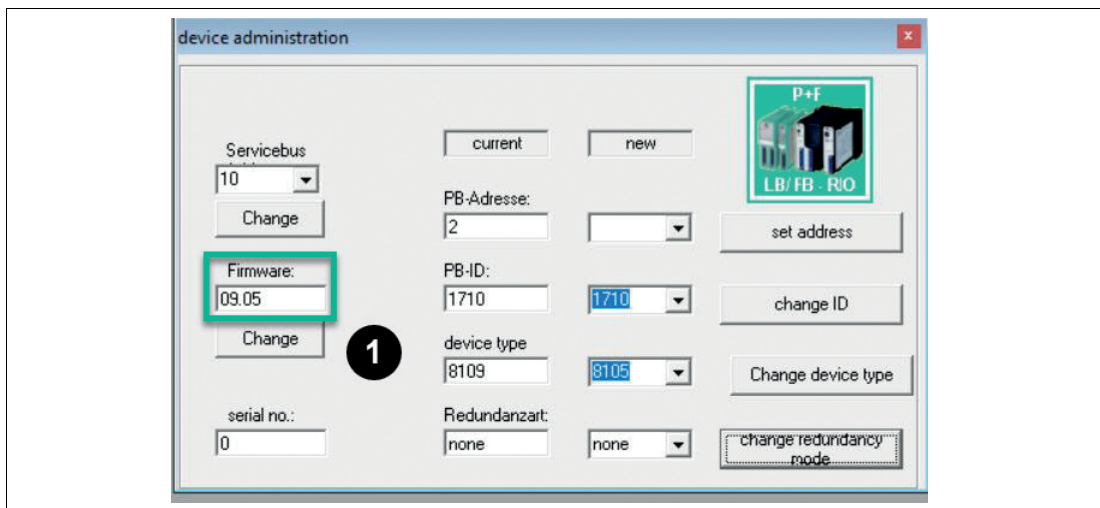 device administration
x
P+F
LB/FB - RIO
Servicebus
10
Change
Firmware:
09.05
Change
1
serial no.:
0
current
new
PB-Adresse:
2
set address
PB-ID:
1710
1710
change ID
device type
8109
8105
Change device type
Redundanzart:
none
none
change redundancy
mode